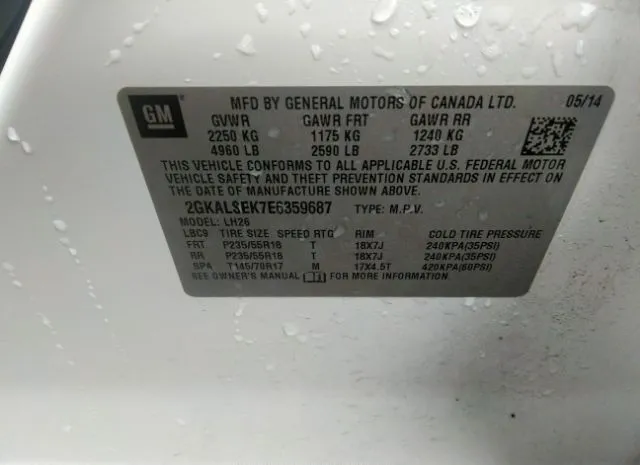 GM
MFD BY GENERAL MOTORS OF CANADA LTD. 05/14
GVWR GAWR FRT GAWR RR
2250 KG 1175 KG 1240 KG
4960 LB 2590 LB 2733 LB
THIS VEHICLE CONFORMS TO ALL APPLICABLE U.S. FEDERAL MOTOR
VEHICLE SAFETY AND THEFT PREVENTION STANDARDS IN EFFECT ON
THE DATE OF MANUFACTURE SHOWN ABOVE.
2GKALSEK7E6359687 TYPE: M.P.V.
MODEL: LH26
LBC9 TIRE SIZE SPEED RTG RIM COLD TIRE PRESSURE
FRT P235/55R18 T 18X7J 240KPA(35PSI)
RR P235/55R18 T 18X7J 240KPA(35PSI)
SPA T145/70R17 M 17X4.5T 420KPA(60PSI)
SEE OWNER'S MANUAL FOR MORE INFORMATION.